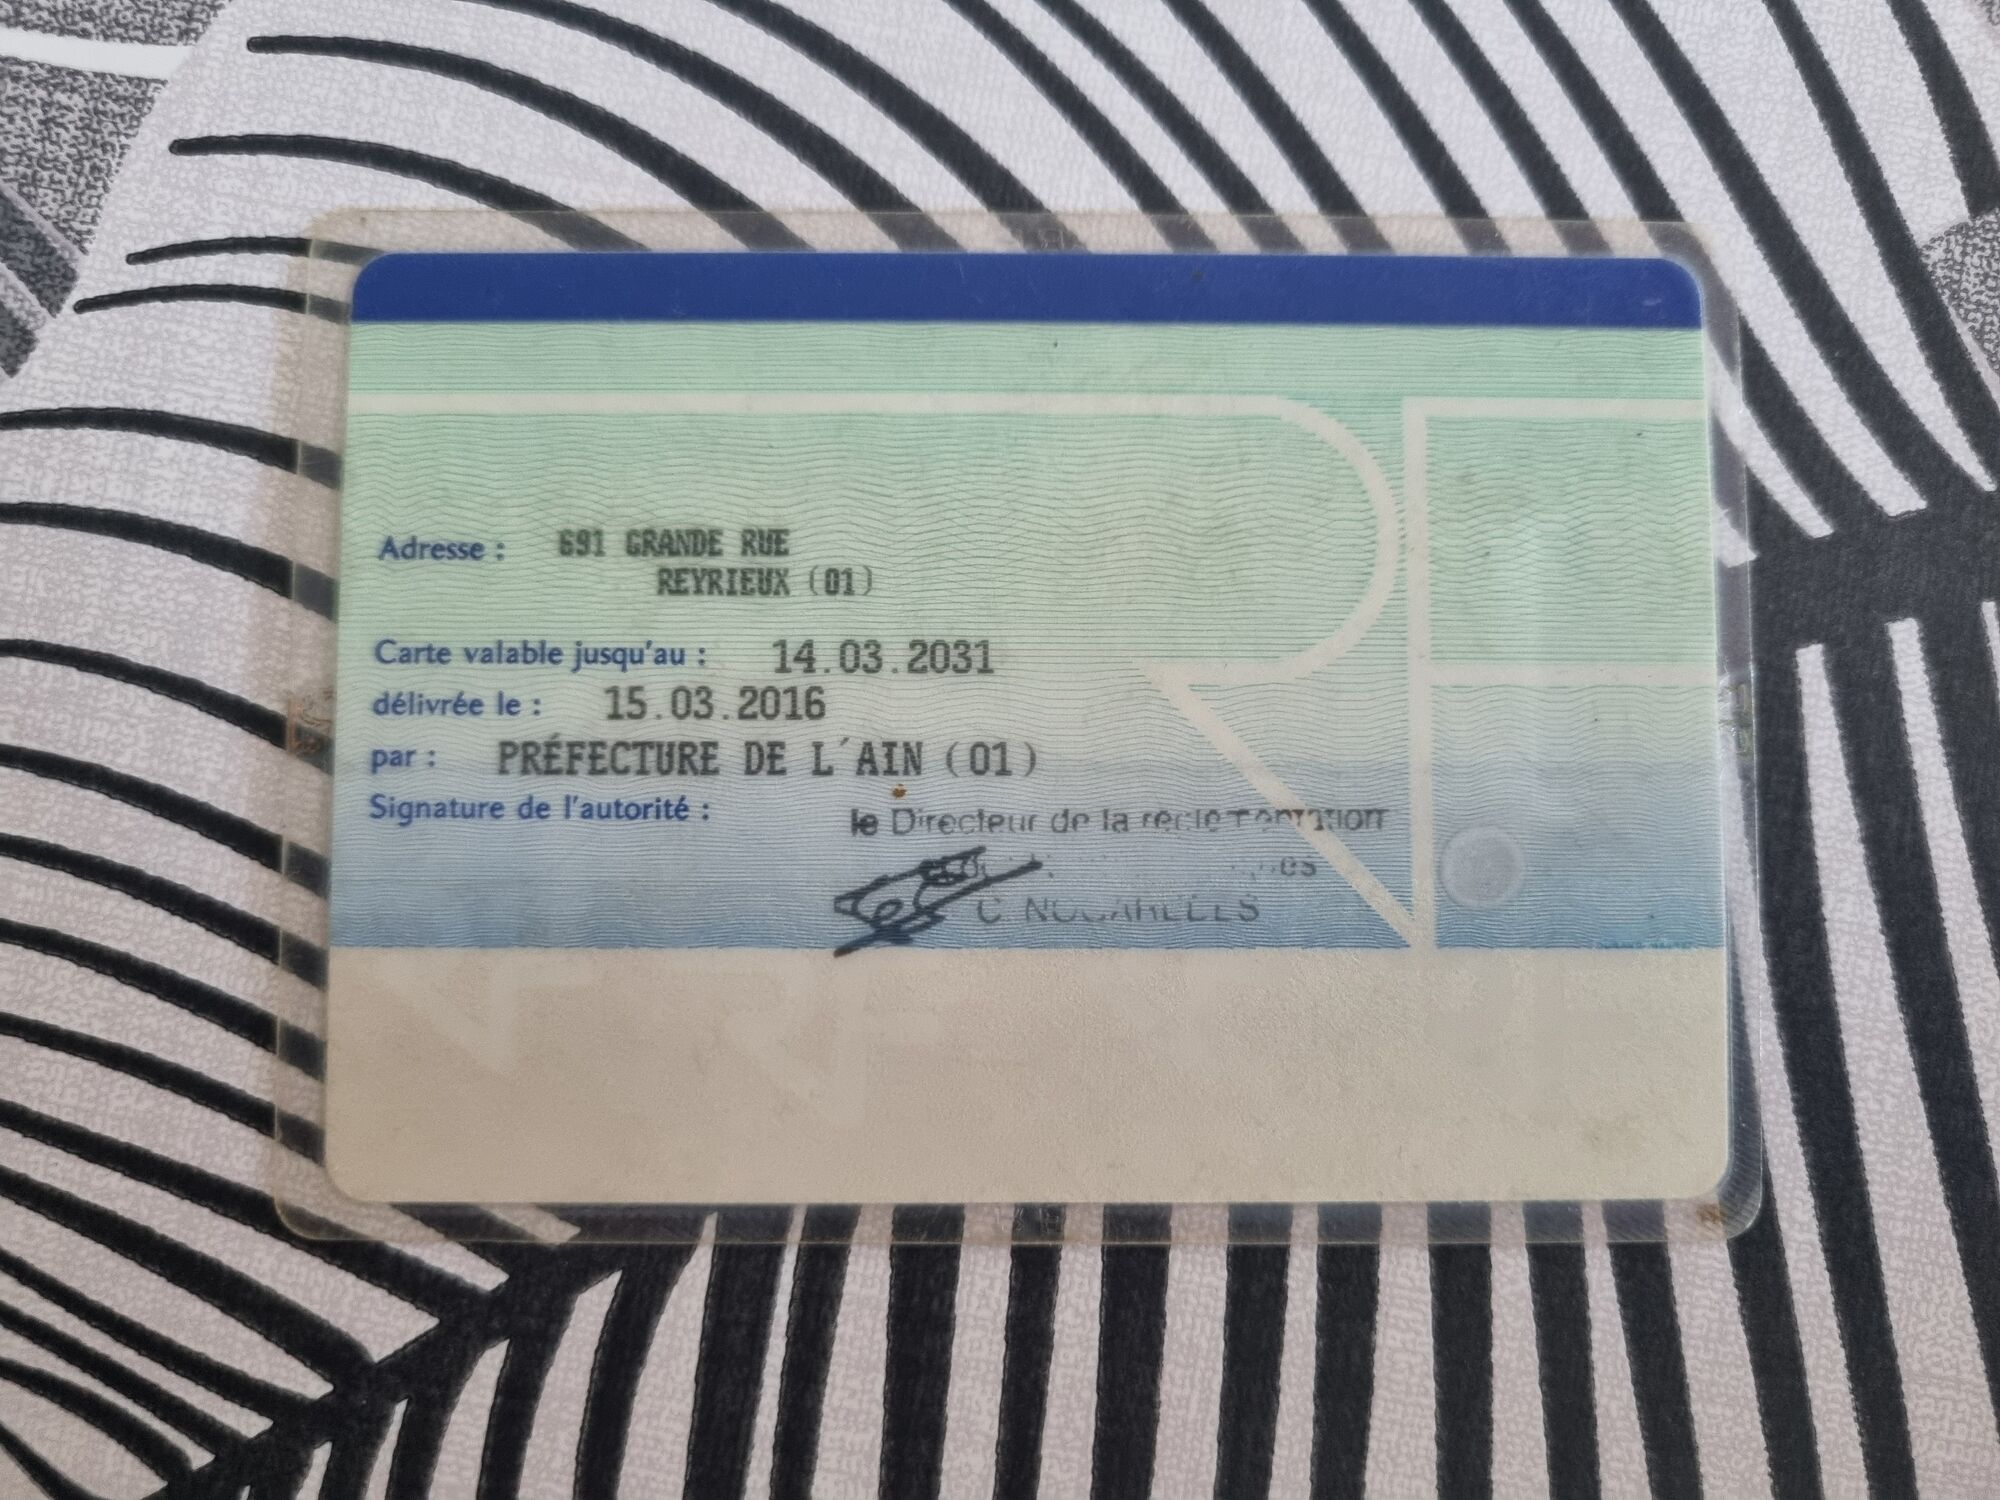 Adresse : 691 GRANDE RUE
REYRIEUX (01)
Carte valable jusqu'au : 14.03.2031
délivrée le : 15.03.2016
par : PRÉFECTURE DE L´AIN (01)
Signature de l'autorité :
le Directeur de la
RF